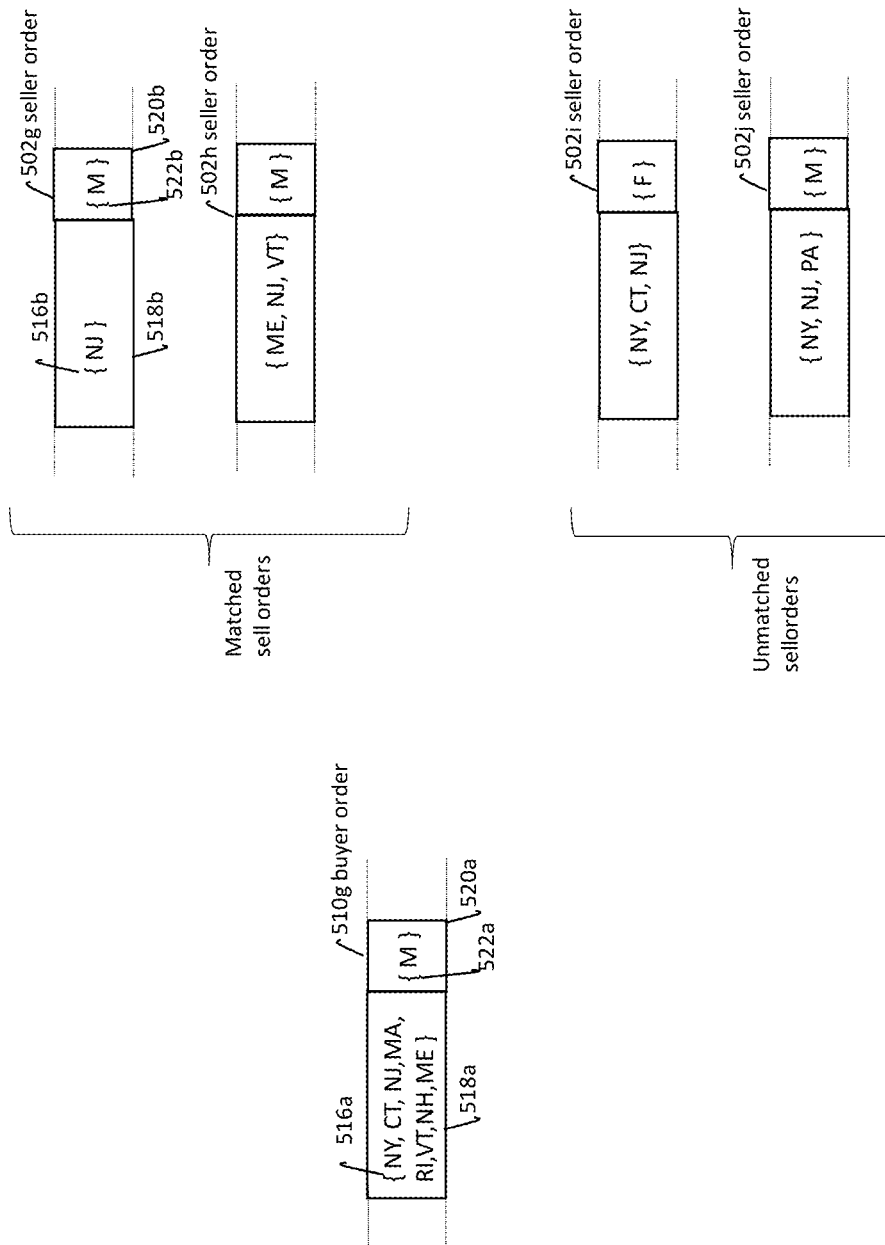 510g buyer order
516a
{ NY, CT, NJ,MA,
RI,VT,NH,ME }
{ M }
518a
522a
520a
Matched
sell orders
502g seller order
516b
{ NJ }
{ M }
518b
522b
520b
502h seller order
{ ME, NJ, VT}
{ M }
Unmatched
sellorders
502i seller order
{ NY, CT, NJ}
{ F }
502j seller order
{ NY, NJ, PA }
{ M }